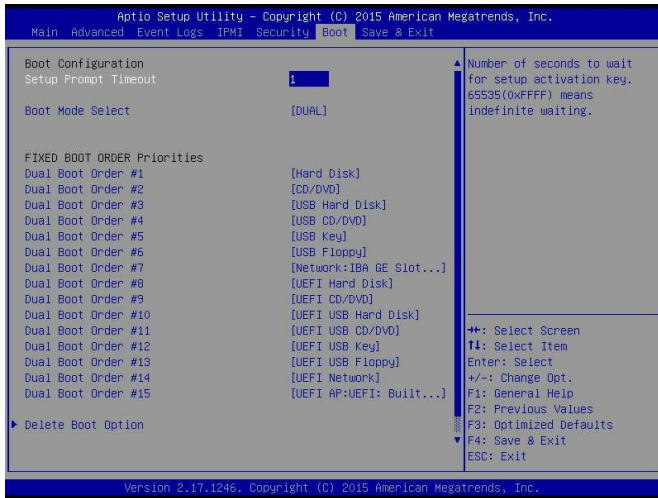 Aptio Setup Utility – Copyright (C) 2015 American Megatrends, Inc.
Main Advanced Event Logs IPMI Security Boot Save & Exit
Boot Configuration
Setup Prompt Timeout 1
Boot Mode Select [DUAL]
FIXED BOOT ORDER Priorities
Dual Boot Order #1 [Hard Disk]
Dual Boot Order #2 [CD/DVD]
Dual Boot Order #3 [USB Hard Disk]
Dual Boot Order #4 [USB CD/DVD]
Dual Boot Order #5 [USB Key]
Dual Boot Order #6 [USB Floppy]
Dual Boot Order #7 [Network:IBA GE Slot...]
Dual Boot Order #8 [UEFI Hard Disk]
Dual Boot Order #9 [UEFI CD/DVD]
Dual Boot Order #10 [UEFI USB Hard Disk]
Dual Boot Order #11 [UEFI USB CD/DVD]
Dual Boot Order #12 [UEFI USB Key]
Dual Boot Order #13 [UEFI USB Floppy]
Dual Boot Order #14 [UEFI Network]
Dual Boot Order #15 [UEFI AP:UEFI: Built...]
▶ Delete Boot Option
Number of seconds to wait
for setup activation key.
65535(0xFFFF) means
indefinite waiting.
→←: Select Screen
↑↓: Select Item
Enter: Select
+/-: Change Opt.
F1: General Help
F2: Previous Values
F3: Optimized Defaults
F4: Save & Exit
ESC: Exit
Version 2.17.1246. Copyright (C) 2015 American Megatrends, Inc.